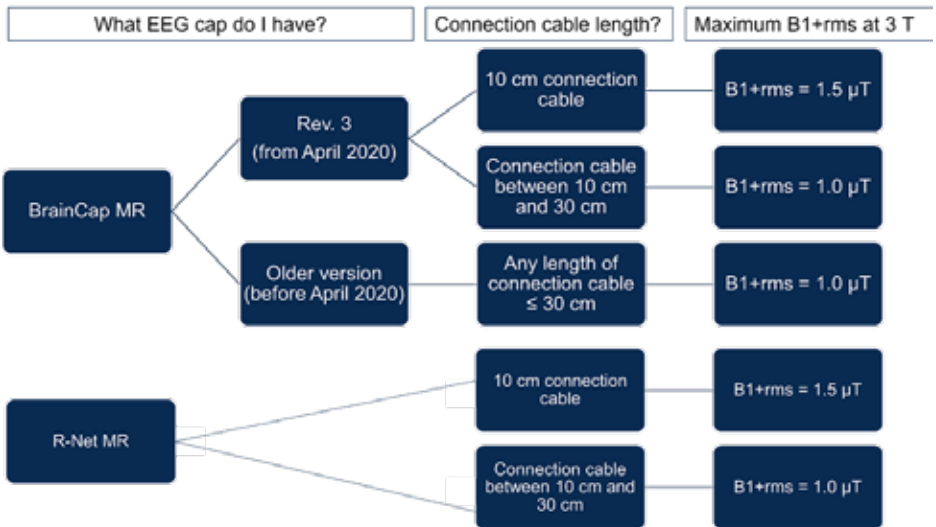 What EEG cap do I have?
Connection cable length?
Maximum B1+rms at 3 T
BrainCap MR
Rev. 3
(from April 2020)
10 cm connection
cable
B1+rms = 1.5 µT
Connection cable
between 10 cm
and 30 cm
B1+rms = 1.0 µT
Older version
(before April 2020)
Any length of
connection cable
≤ 30 cm
B1+rms = 1.0 µT
R-Net MR
10 cm connection
cable
B1+rms = 1.5 µT
Connection cable
between 10 cm and
30 cm
B1+rms = 1.0 µT